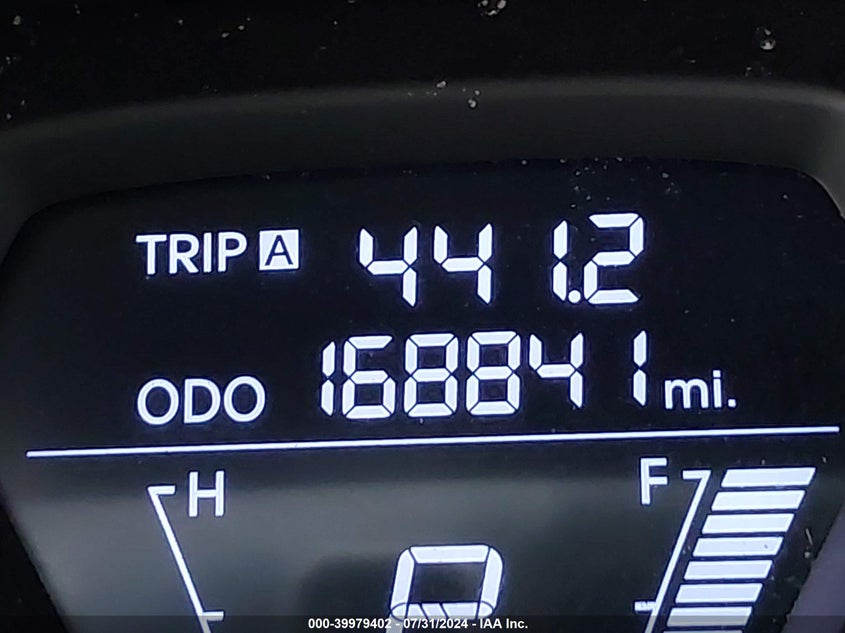 TRIP A 441.2
ODO 168841 mi.
H F
P
000-39979402 - 07/31/2024 - IAA Inc.